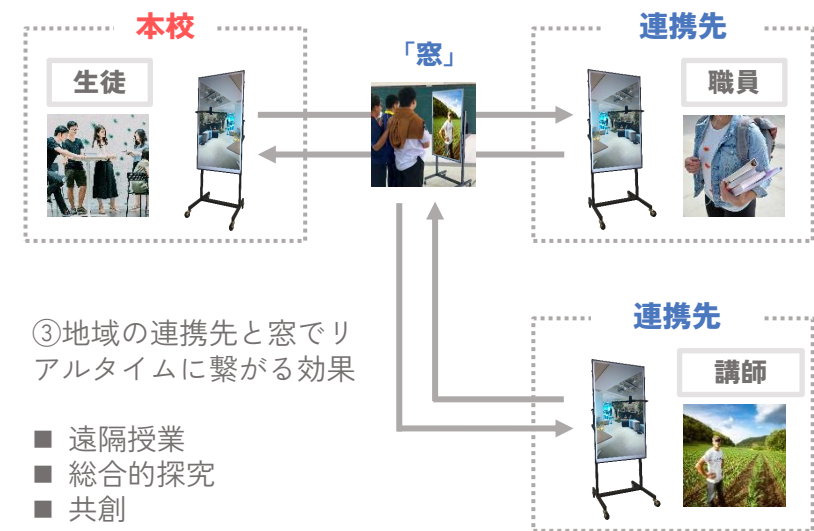 本校
生徒
「窓」
連携先
職員
連携先
講師
③地域の連携先と窓でリ
アルタイムに繋がる効果
■ 遠隔授業
■ 総合的探究
■ 共創